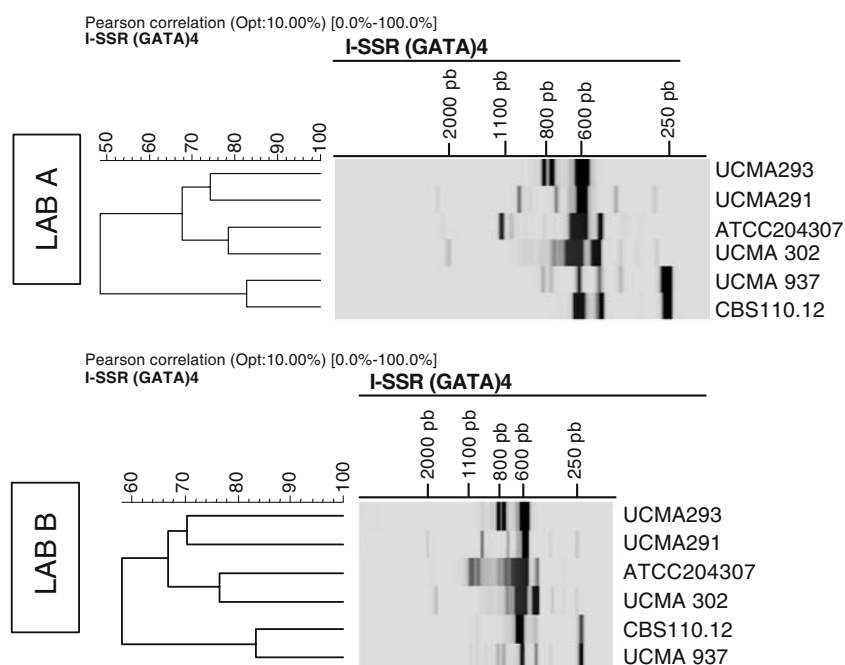 Pearson correlation (Opt:10.00%) [0.0%-100.0%]
I-SSR (GATA)4
I-SSR (GATA)4
LAB A
50 60 70 80 90 100
2000 pb 1100 pb 800 pb 600 pb 250 pb
UCMA293
UCMA291
ATCC204307
UCMA 302
UCMA 937
CBS110.12
Pearson correlation (Opt:10.00%) [0.0%-100.0%]
I-SSR (GATA)4
I-SSR (GATA)4
LAB B
60 70 80 90 100
2000 pb 1100 pb 800 pb 600 pb 250 pb
UCMA293
UCMA291
ATCC204307
UCMA 302
CBS110.12
UCMA 937